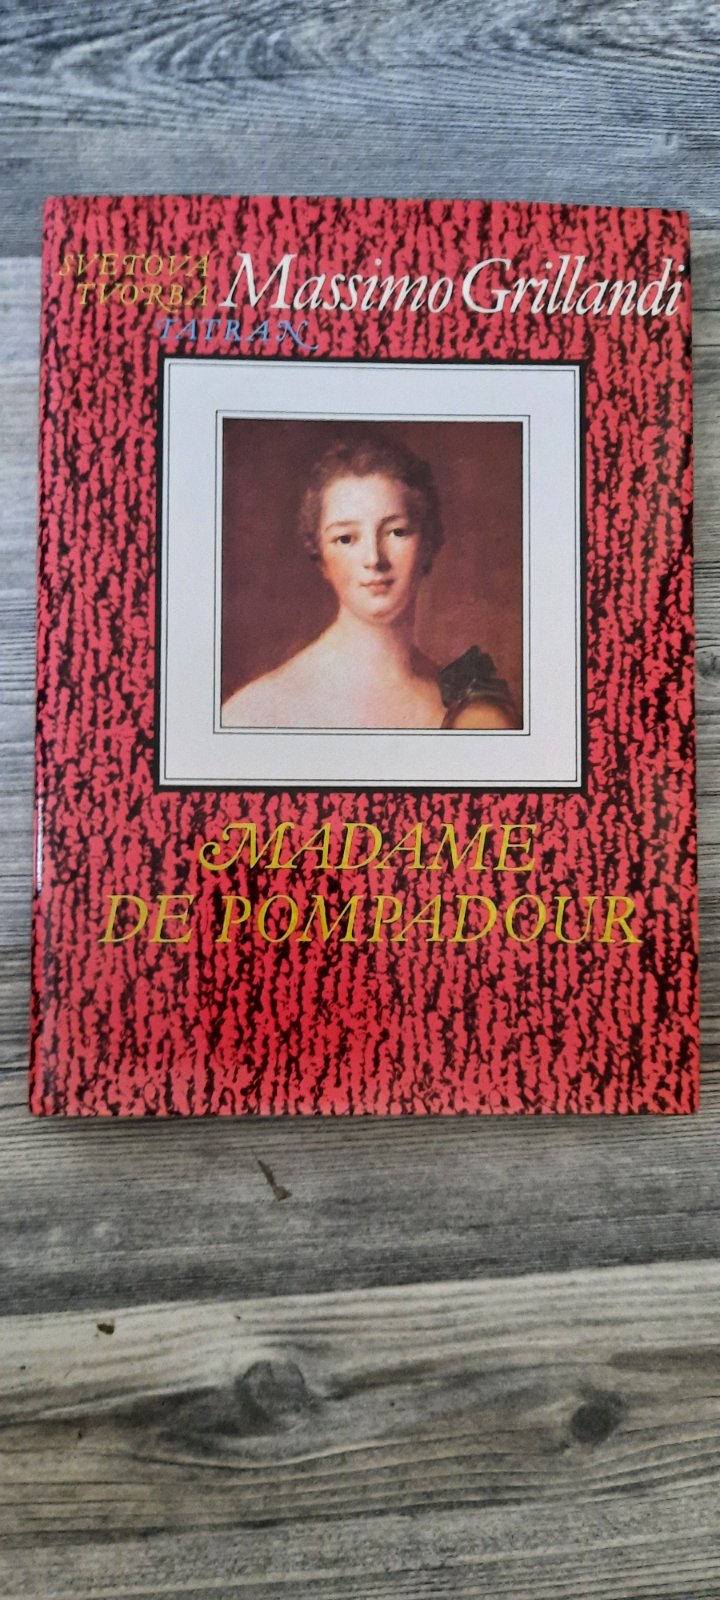 SVETOVÁ
TVORBA
TATRAN
Massimo Grillandi
MADAME
DE POMPADOUR